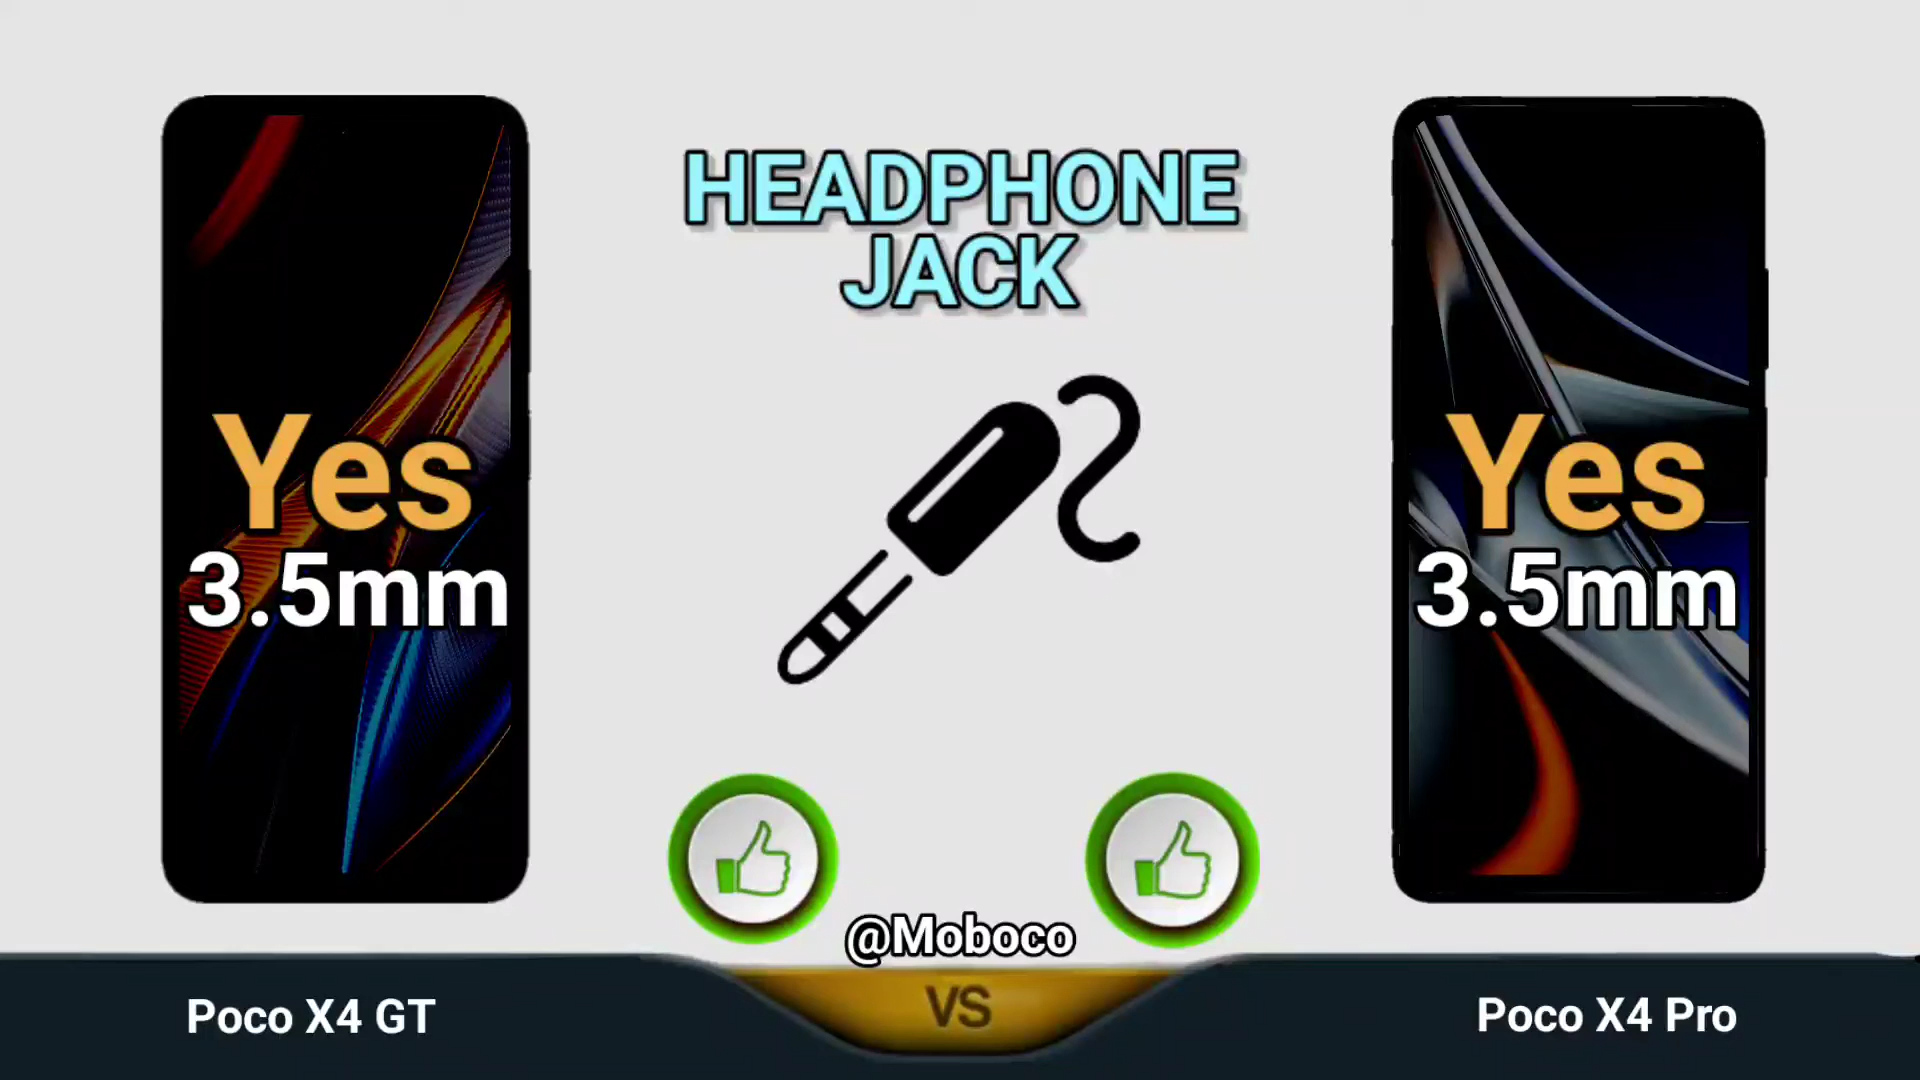 HEADPHONE
JACK
Yes
3.5mm
Yes
3.5mm
@Moboco
Poco X4 GT
VS
Poco X4 Pro